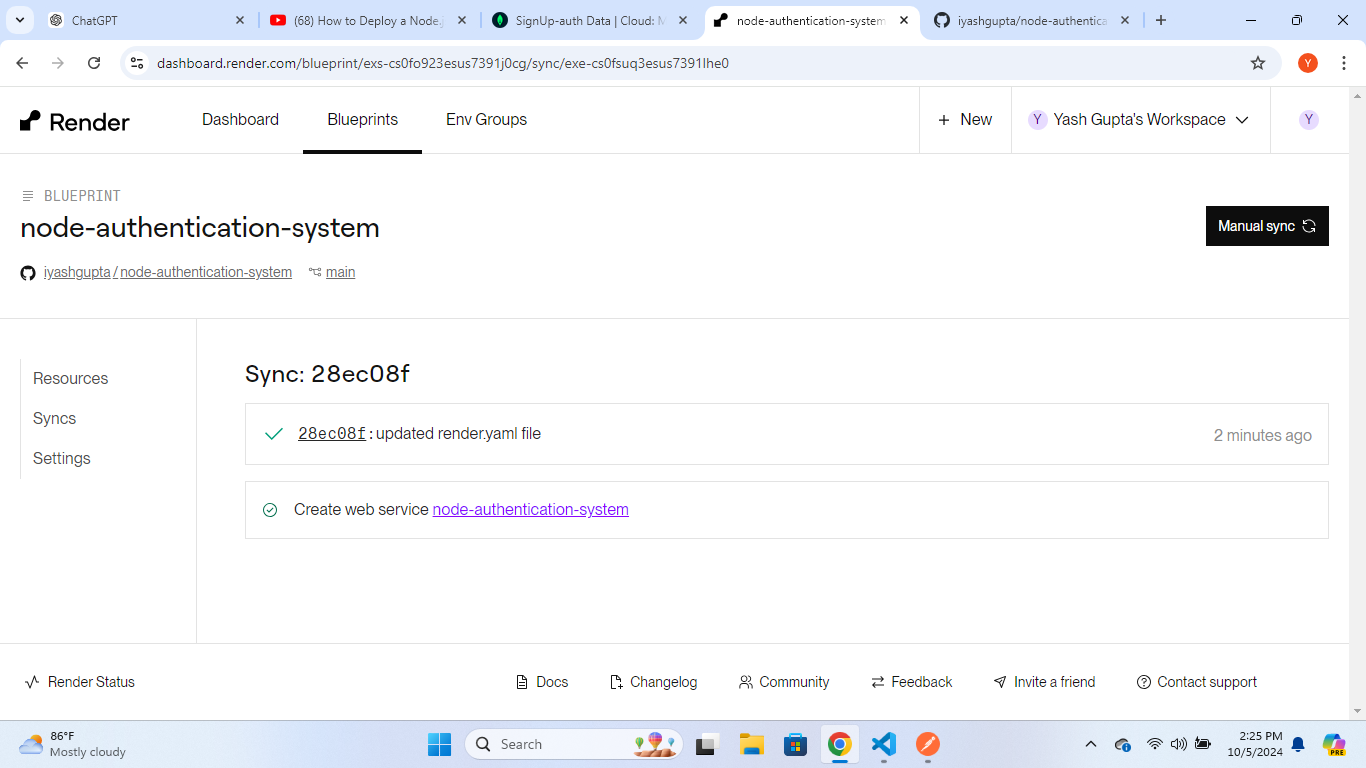 ChatGPT
(68) How to Deploy a Node.j
SignUp-auth Data | Cloud: M
node-authentication-system
iyashgupta/node-authentica
dashboard.render.com/blueprint/exs-cs0fo923esus7391j0cg/sync/exe-cs0fsuq3esus7391lhe0
Y
Render
Dashboard
Blueprints
Env Groups
+ New
Y Yash Gupta's Workspace
Y
BLUEPRINT
node-authentication-system
Manual sync
iyashgupta / node-authentication-system main
Resources
Syncs
Settings
Sync: 28ec08f
28ec08f: updated render.yaml file
2 minutes ago
Create web service node-authentication-system
Render Status
Docs
Changelog
Community
Feedback
Invite a friend
Contact support
86°F
Mostly cloudy
Search
2:25 PM
10/5/2024
PRE